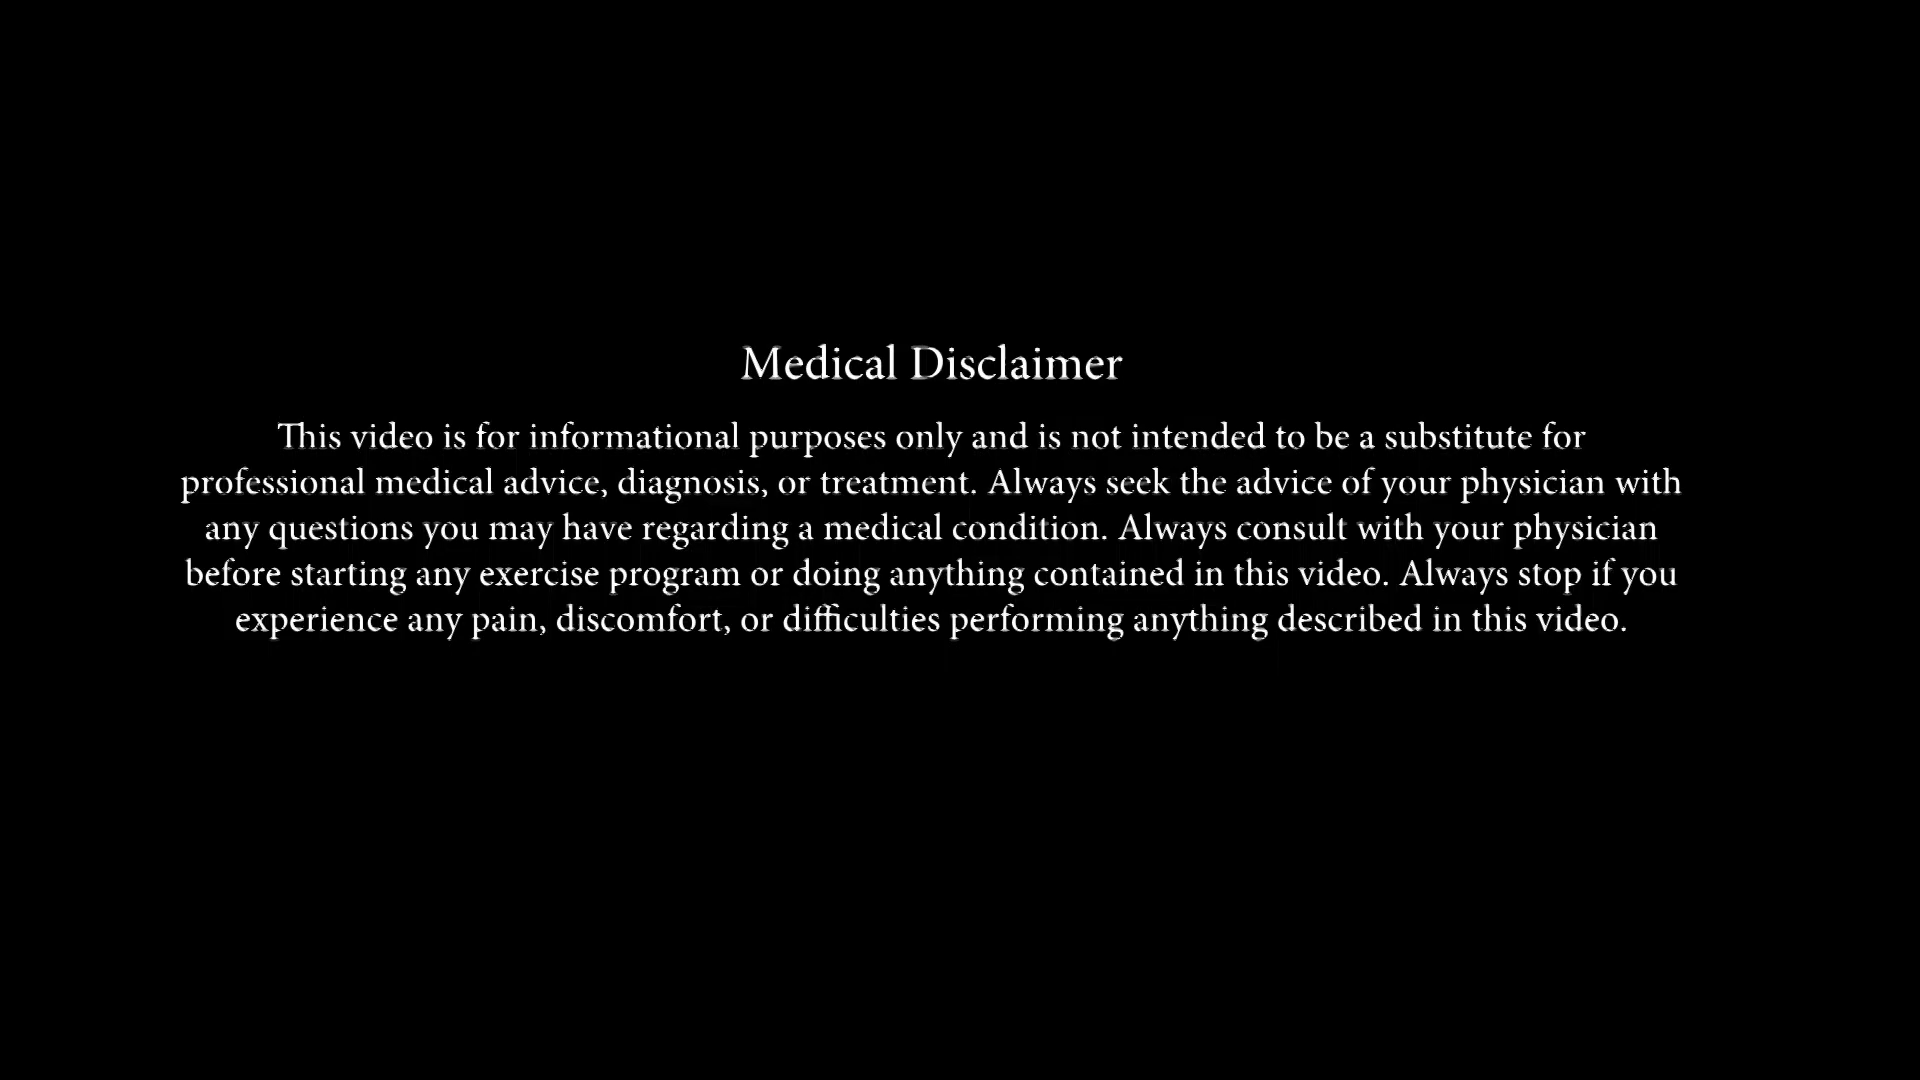 Medical Disclaimer
This video is for informational purposes only and is not intended to be a substitute for
professional medical advice, diagnosis, or treatment. Always seek the advice of your physician with
any questions you may have regarding a medical condition. Always consult with your physician
before starting any exercise program or doing anything contained in this video. Always stop if you
experience any pain, discomfort, or difficulties performing anything described in this video.